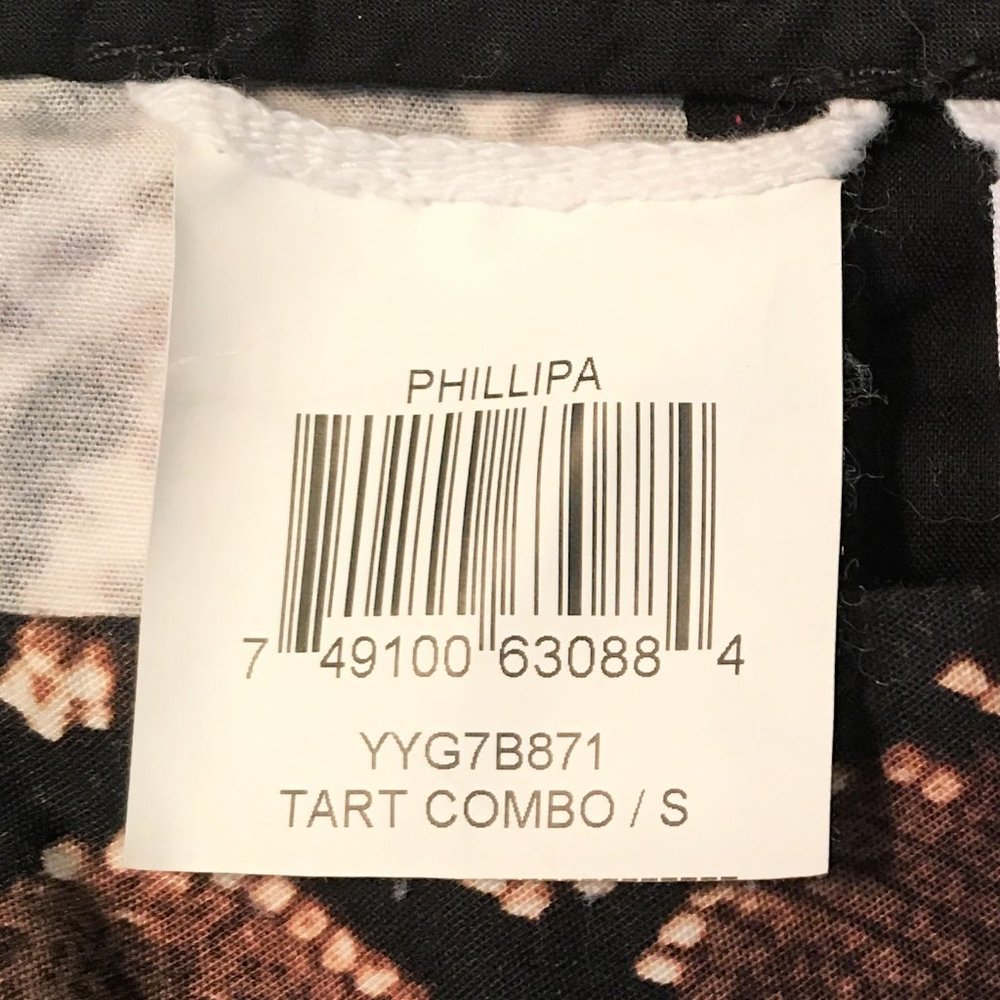 PHILLIPA
7 49100 63088 4
YYG7B871
TART COMBO / S